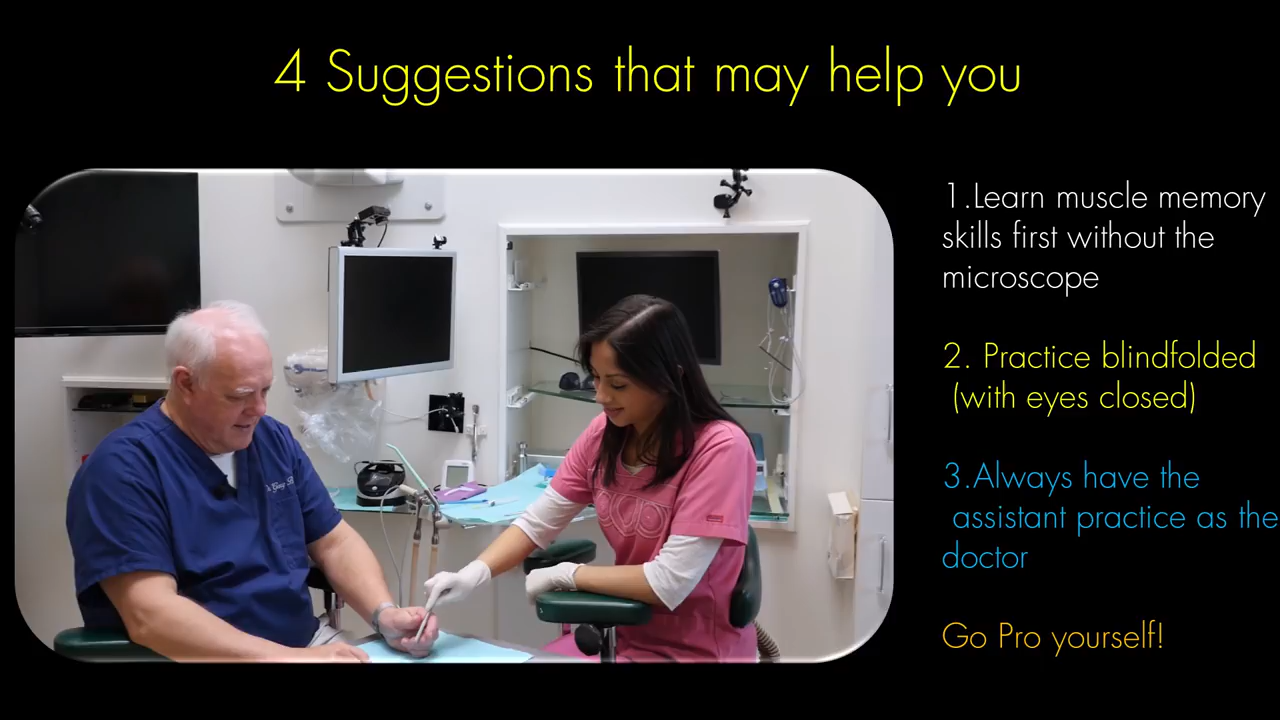 4 Suggestions that may help you
1.Learn muscle memory
skills first without the
microscope
2. Practice blindfolded
(with eyes closed)
3.Always have the
assistant practice as the
doctor
Go Pro yourself!